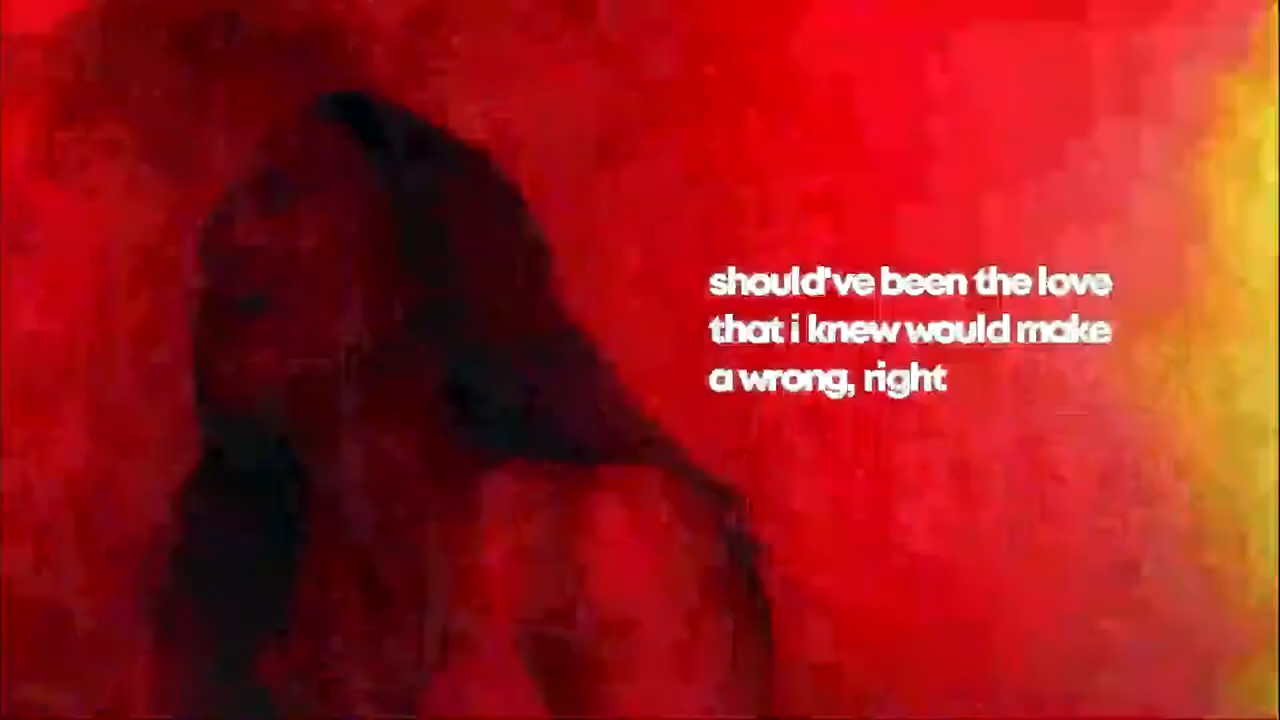 should've been the love
that i knew would make
a wrong, right